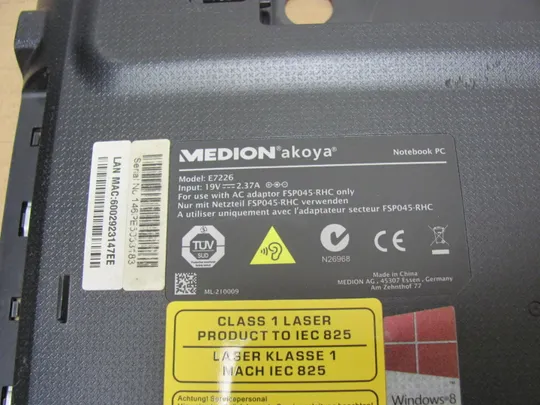 MEDION® akoya®
Notebook PC
Model: E7226
Input: 19V 2.37A
For use with AC adaptor FSP045-RHC only
Nur mit Netzteil FSP045-RHC verwenden
A utiliser uniquement avec l'adaptateur secteur FSP045-RHC
TÜV
SÜD
N26968
CE
ML-210009
Made in China
MEDION AG, 45307 Essen, Germany
Am Zehnthof 77
LAN MAC:6002923147EE
Serial No
CLASS 1 LASER
PRODUCT TO IEC 825
LASER KLASSE 1
MACH IEC 825
Achtung! Servicepersonal
Windows®8